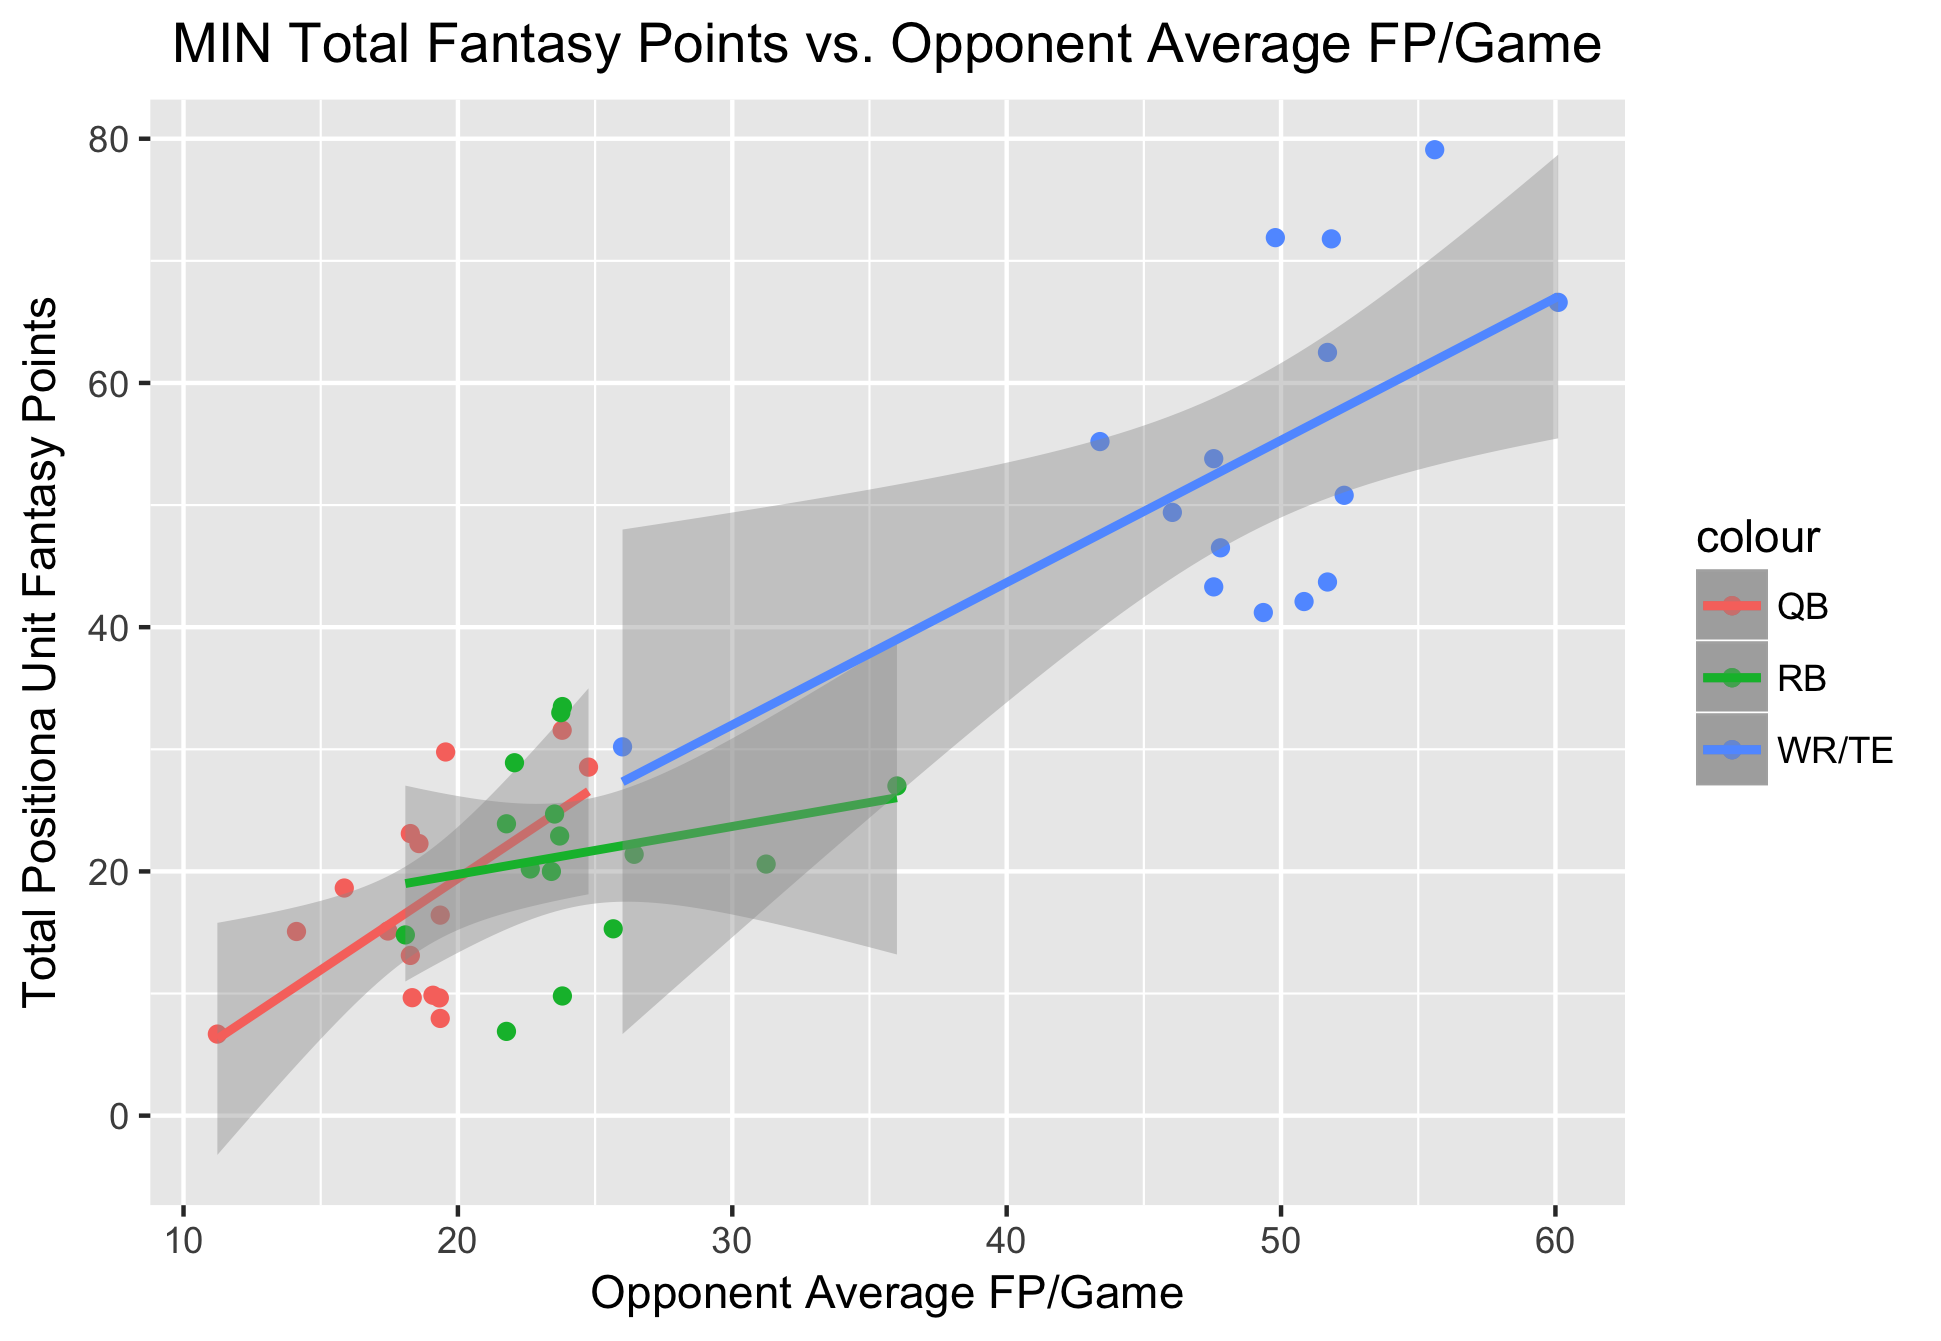 MIN Total Fantasy Points vs. Opponent Average FP/Game
Total Positiona Unit Fantasy Points
80
60
40
20
0
10 20 30 40 50 60
Opponent Average FP/Game
colour
QB
RB
WR/TE